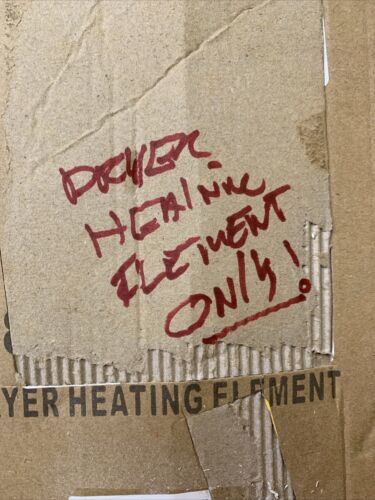 DRYER
HEATING
ELEMENT
ONLY!
YER HEATING ELEMENT